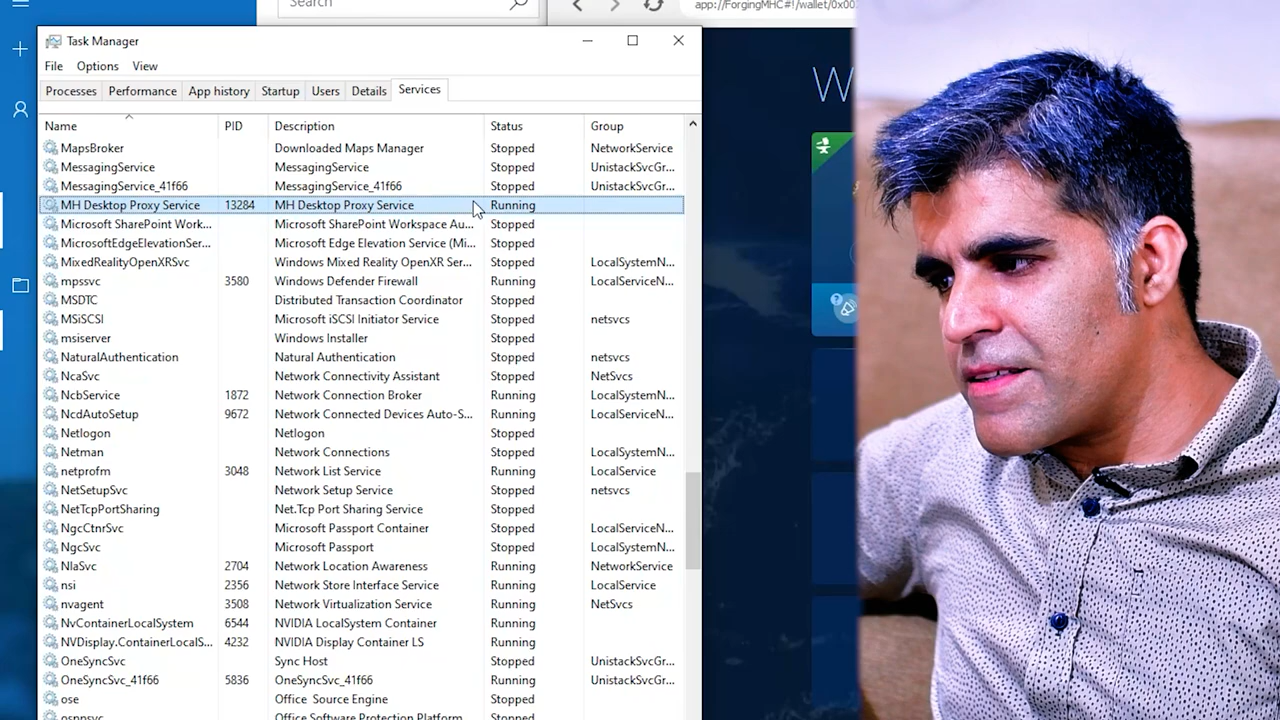 Search
app://ForgingMHC#!/wallet/0x00
Task Manager
File Options View
Processes Performance App history Startup Users Details Services
Name PID Description Status Group
MapsBroker Downloaded Maps Manager Stopped NetworkService
MessagingService MessagingService Stopped UnistackSvcGr...
MessagingService_41f66 MessagingService_41f66 Stopped UnistackSvcGr...
MH Desktop Proxy Service 13284 MH Desktop Proxy Service Running
Microsoft SharePoint Work... Microsoft SharePoint Workspace Au... Stopped
MicrosoftEdgeElevationSer... Microsoft Edge Elevation Service (Mi... Stopped
MixedRealityOpenXRSvc Windows Mixed Reality OpenXR Ser... Stopped LocalSystemN...
mpssvc 3580 Windows Defender Firewall Running LocalServiceN...
MSDTC Distributed Transaction Coordinator Stopped
MSiSCSI Microsoft iSCSI Initiator Service Stopped netsvcs
msiserver Windows Installer Stopped
NaturalAuthentication Natural Authentication Stopped netsvcs
NcaSvc Network Connectivity Assistant Stopped NetSvcs
NcbService 1872 Network Connection Broker Running LocalSystemN...
NcdAutoSetup 9672 Network Connected Devices Auto-S... Running LocalServiceN...
Netlogon Netlogon Stopped
Netman Network Connections Stopped LocalSystemN...
netprofm 3048 Network List Service Running LocalService
NetSetupSvc Network Setup Service Stopped netsvcs
NetTcpPortSharing Net.Tcp Port Sharing Service Stopped
NgcCtnrSvc Microsoft Passport Container Stopped LocalServiceN...
NgcSvc Microsoft Passport Stopped LocalSystemN...
NlaSvc 2704 Network Location Awareness Running NetworkService
nsi 2356 Network Store Interface Service Running LocalService
nvagent 3508 Network Virtualization Service Running NetSvcs
NvContainerLocalSystem 6544 NVIDIA LocalSystem Container Running
NVDisplay.ContainerLocalS... 4232 NVIDIA Display Container LS Running
OneSyncSvc Sync Host Stopped UnistackSvcGr...
OneSyncSvc_41f66 5836 OneSyncSvc_41f66 Running UnistackSvcGr...
ose Office Source Engine Stopped
osppsvc Office Software Protection Platform Stopped
W